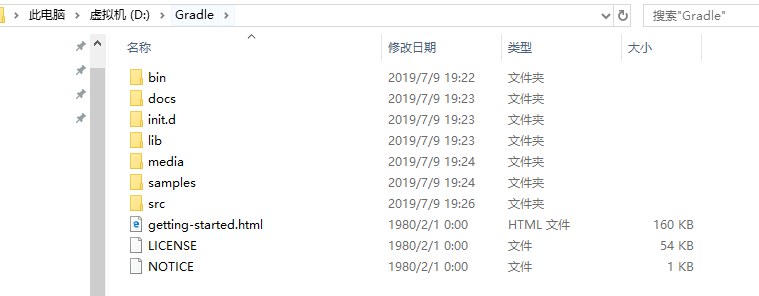 此电脑 > 虚拟机 (D:) > Gradle >
搜索"Gradle"
名称 修改日期 类型 大小
bin 2019/7/9 19:22 文件夹
docs 2019/7/9 19:23 文件夹
init.d 2019/7/9 19:23 文件夹
lib 2019/7/9 19:23 文件夹
media 2019/7/9 19:24 文件夹
samples 2019/7/9 19:24 文件夹
src 2019/7/9 19:26 文件夹
getting-started.html 1980/2/1 0:00 HTML 文件 160 KB
LICENSE 1980/2/1 0:00 文件 54 KB
NOTICE 1980/2/1 0:00 文件 1 KB